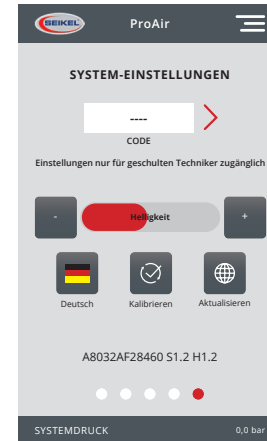 SEIKEL
ProAir
SYSTEM-EINSTELLUNGEN
----
CODE
Einstellungen nur für geschulten Techniker zugänglich
- Helligkeit +
Deutsch Kalibrieren Aktualisieren
A8032AF28460 S1.2 H1.2
SYSTEMDRUCK 0,0 bar